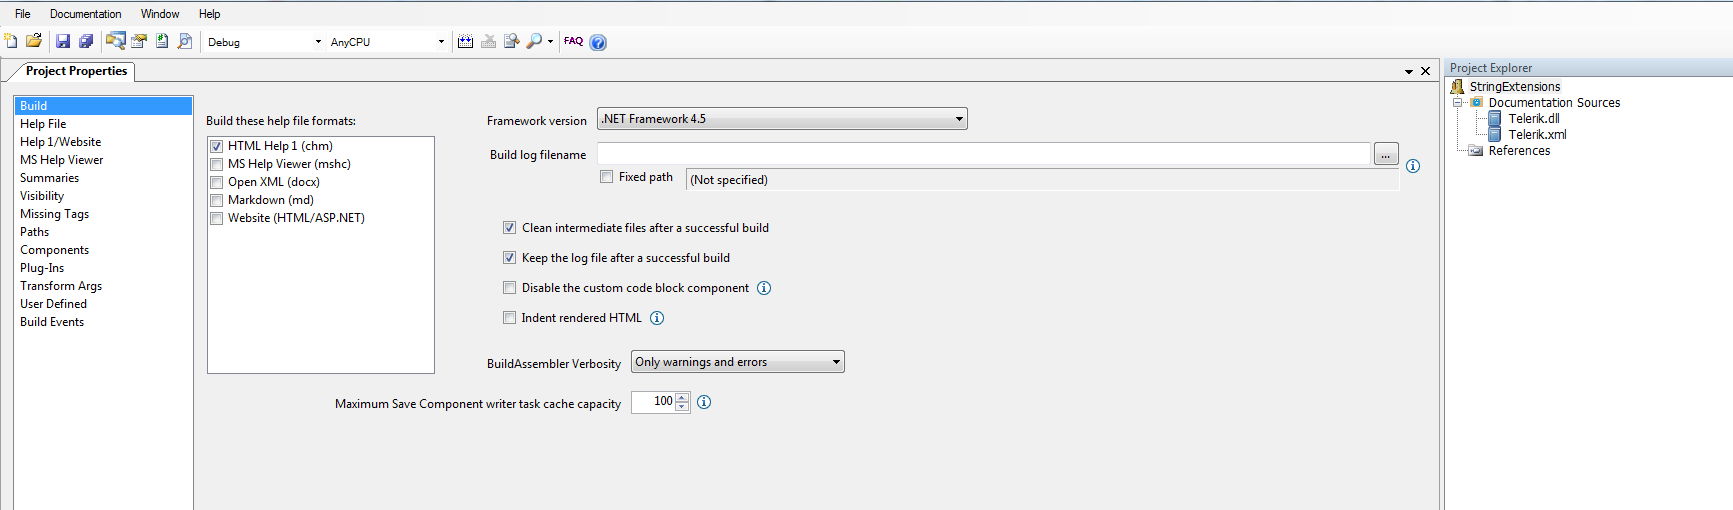 File Documentation Window Help
Debug AnyCPU FAQ ?
Project Properties
Build
Help File
Help 1/Website
MS Help Viewer
Summaries
Visibility
Missing Tags
Paths
Components
Plug-Ins
Transform Args
User Defined
Build Events
Build these help file formats:
HTML Help 1 (chm)
MS Help Viewer (mshc)
Open XML (docx)
Markdown (md)
Website (HTML/ASP.NET)
Framework version .NET Framework 4.5
Build log filename ...
Fixed path (Not specified)
Clean intermediate files after a successful build
Keep the log file after a successful build
Disable the custom code block component
Indent rendered HTML
BuildAssembler Verbosity Only warnings and errors
Maximum Save Component writer task cache capacity 100
Project Explorer
StringExtensions
Documentation Sources
Telerik.dll
Telerik.xml
References